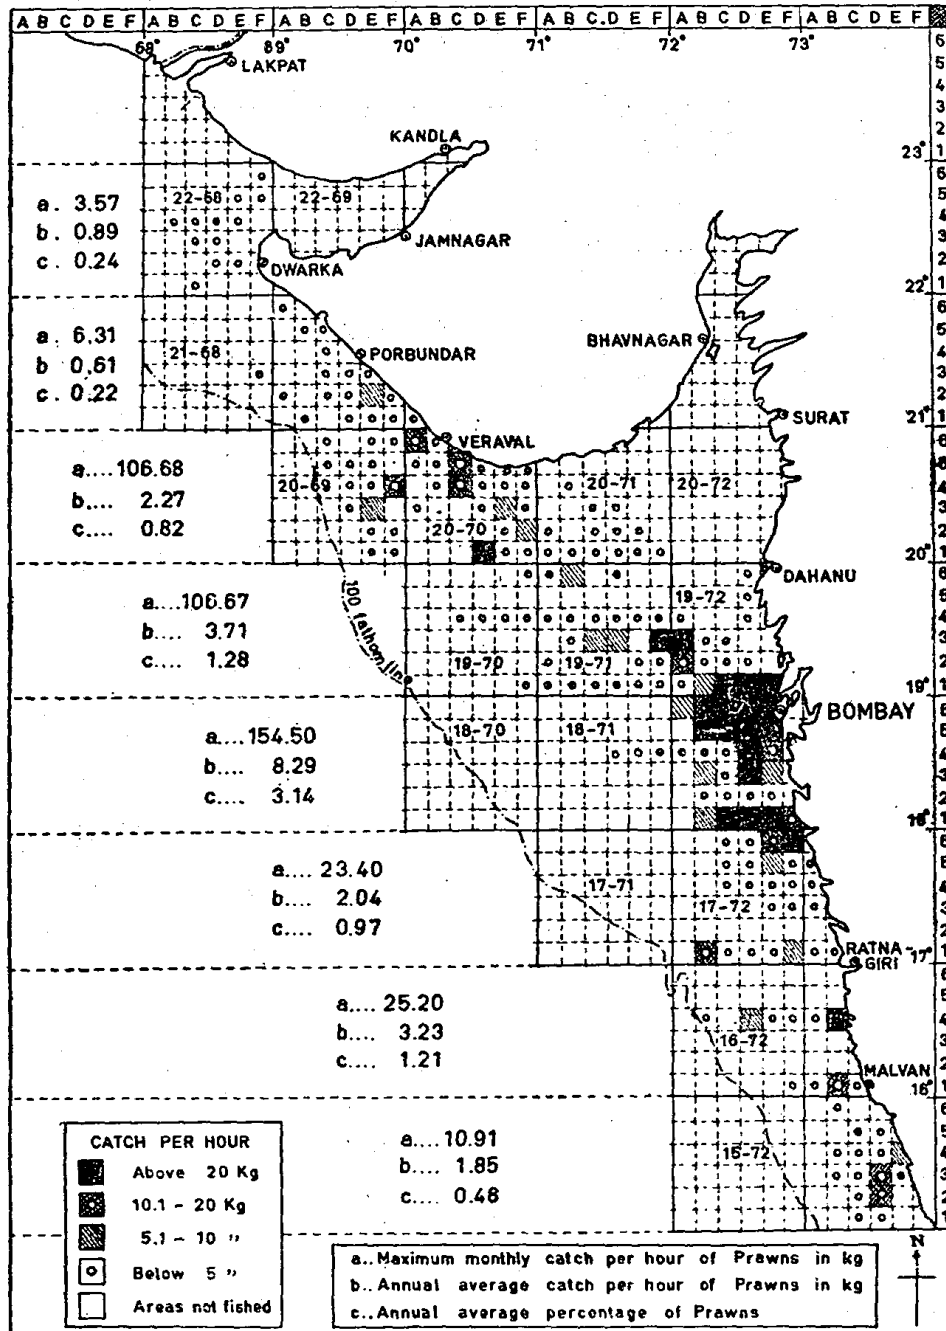 A B C D E F A B C D E F A B C D E F A B C D E F A B C D E F A B C D E F A B C D E F
68° 69° 70° 71° 72° 73°
LAKPAT
KANDLA
23°
22-68 22-69
a. 3.57
b. 0.89
c. 0.24
JAMNAGAR
DWARKA
22°
a. 6.31
b. 0.61
c. 0.22
21-68
PORBUNDAR
BHAVNAGAR
SURAT
21°
VERAVAL
a....106.68
b.... 2.27
c.... 0.82
20-69 20-70 20-71 20-72
20°
DAHANU
a....106.67
b.... 3.71
c.... 1.28
100 fathom lin
19-70 19-71 19-72
19°
BOMBAY
a....154.50
b.... 8.29
c.... 3.14
18-70 18-71
18°
a.... 23.40
b.... 2.04
c.... 0.97
17-71 17-72
17°
RATNA-
GIRI
a.... 25.20
b.... 3.23
c.... 1.21
16-72
MALVAN
16°
a.... 10.91
b.... 1.85
c.... 0.48
15-72
CATCH PER HOUR
Above 20 Kg
10.1 - 20 Kg
5.1 - 10 "
Below 5 "
Areas not fished
a.. Maximum monthly catch per hour of Prawns in kg
b.. Annual average catch per hour of Prawns in kg
c.. Annual average percentage of Prawns
N